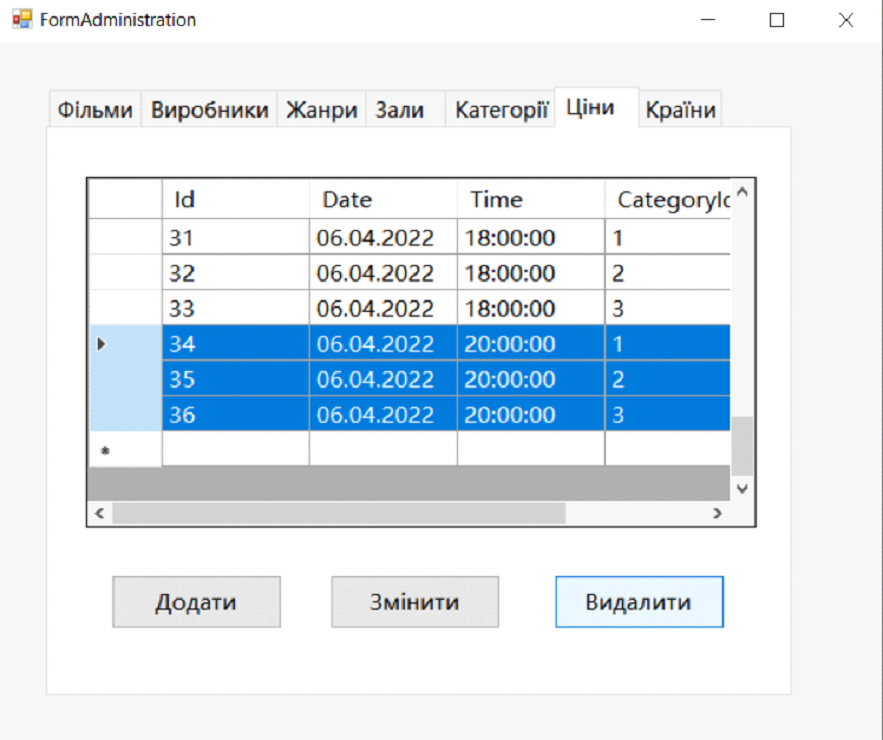 FormAdministration
Фільми Виробники Жанри Зали Категорії Ціни Країни
Id Date Time CategoryId
31 06.04.2022 18:00:00 1
32 06.04.2022 18:00:00 2
33 06.04.2022 18:00:00 3
34 06.04.2022 20:00:00 1
35 06.04.2022 20:00:00 2
36 06.04.2022 20:00:00 3
Додати Змінити Видалити